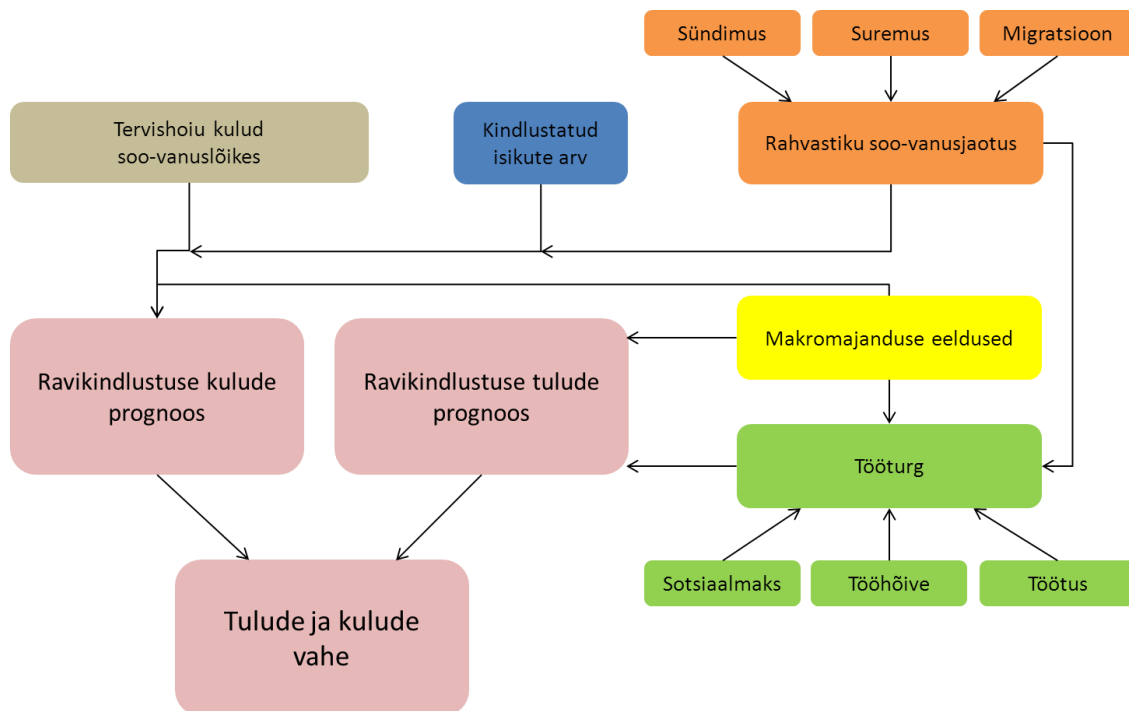 Sündimus
Suremus
Migratsioon
Tervishoiu kulud
soo-vanuslõikes
Kindlustatud
isikute arv
Rahvastiku soo-vanusjaotus
Makromajanduse eeldused
Ravikindlustuse kulude
prognoos
Ravikindlustuse tulude
prognoos
Tööturg
Sotsiaalmaks
Tööhõive
Töötus
Tulude ja kulude
vahe